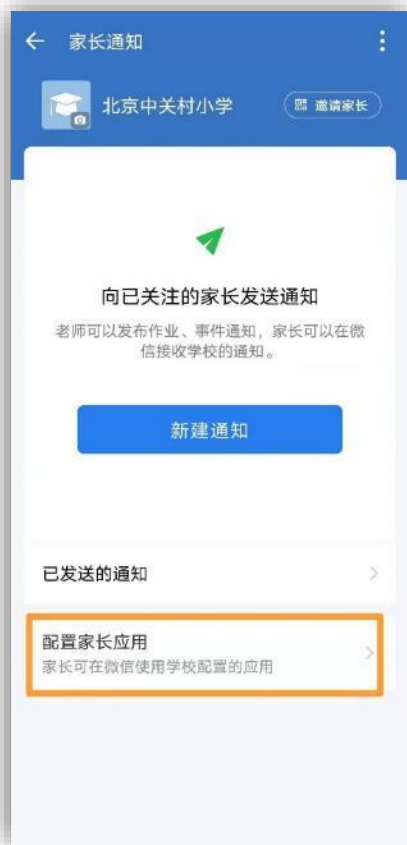 家长通知
北京中关村小学
邀请家长
向已关注的家长发送通知
老师可以发布作业、事件通知，家长可以在微
信接收学校的通知。
新建通知
已发送的通知
配置家长应用
家长可在微信使用学校配置的应用